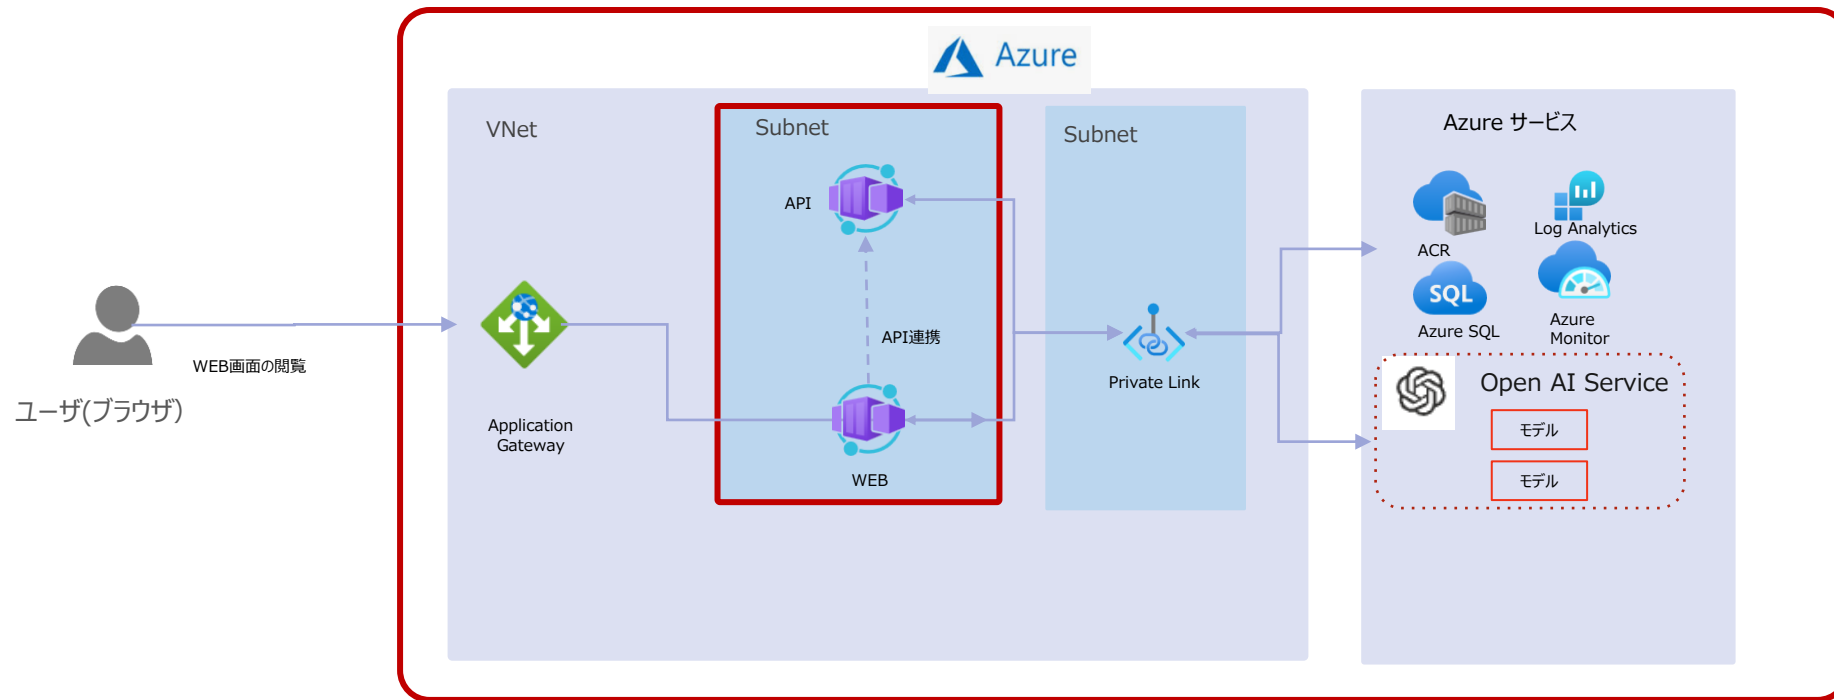 Azure
VNet
Subnet
Subnet
Azure サービス
API
ACR
Log Analytics
SQL
Azure SQL
Azure
Monitor
API連携
WEB画面の閲覧
ユーザ(ブラウザ)
Application
Gateway
Private Link
WEB
Open AI Service
モデル
モデル